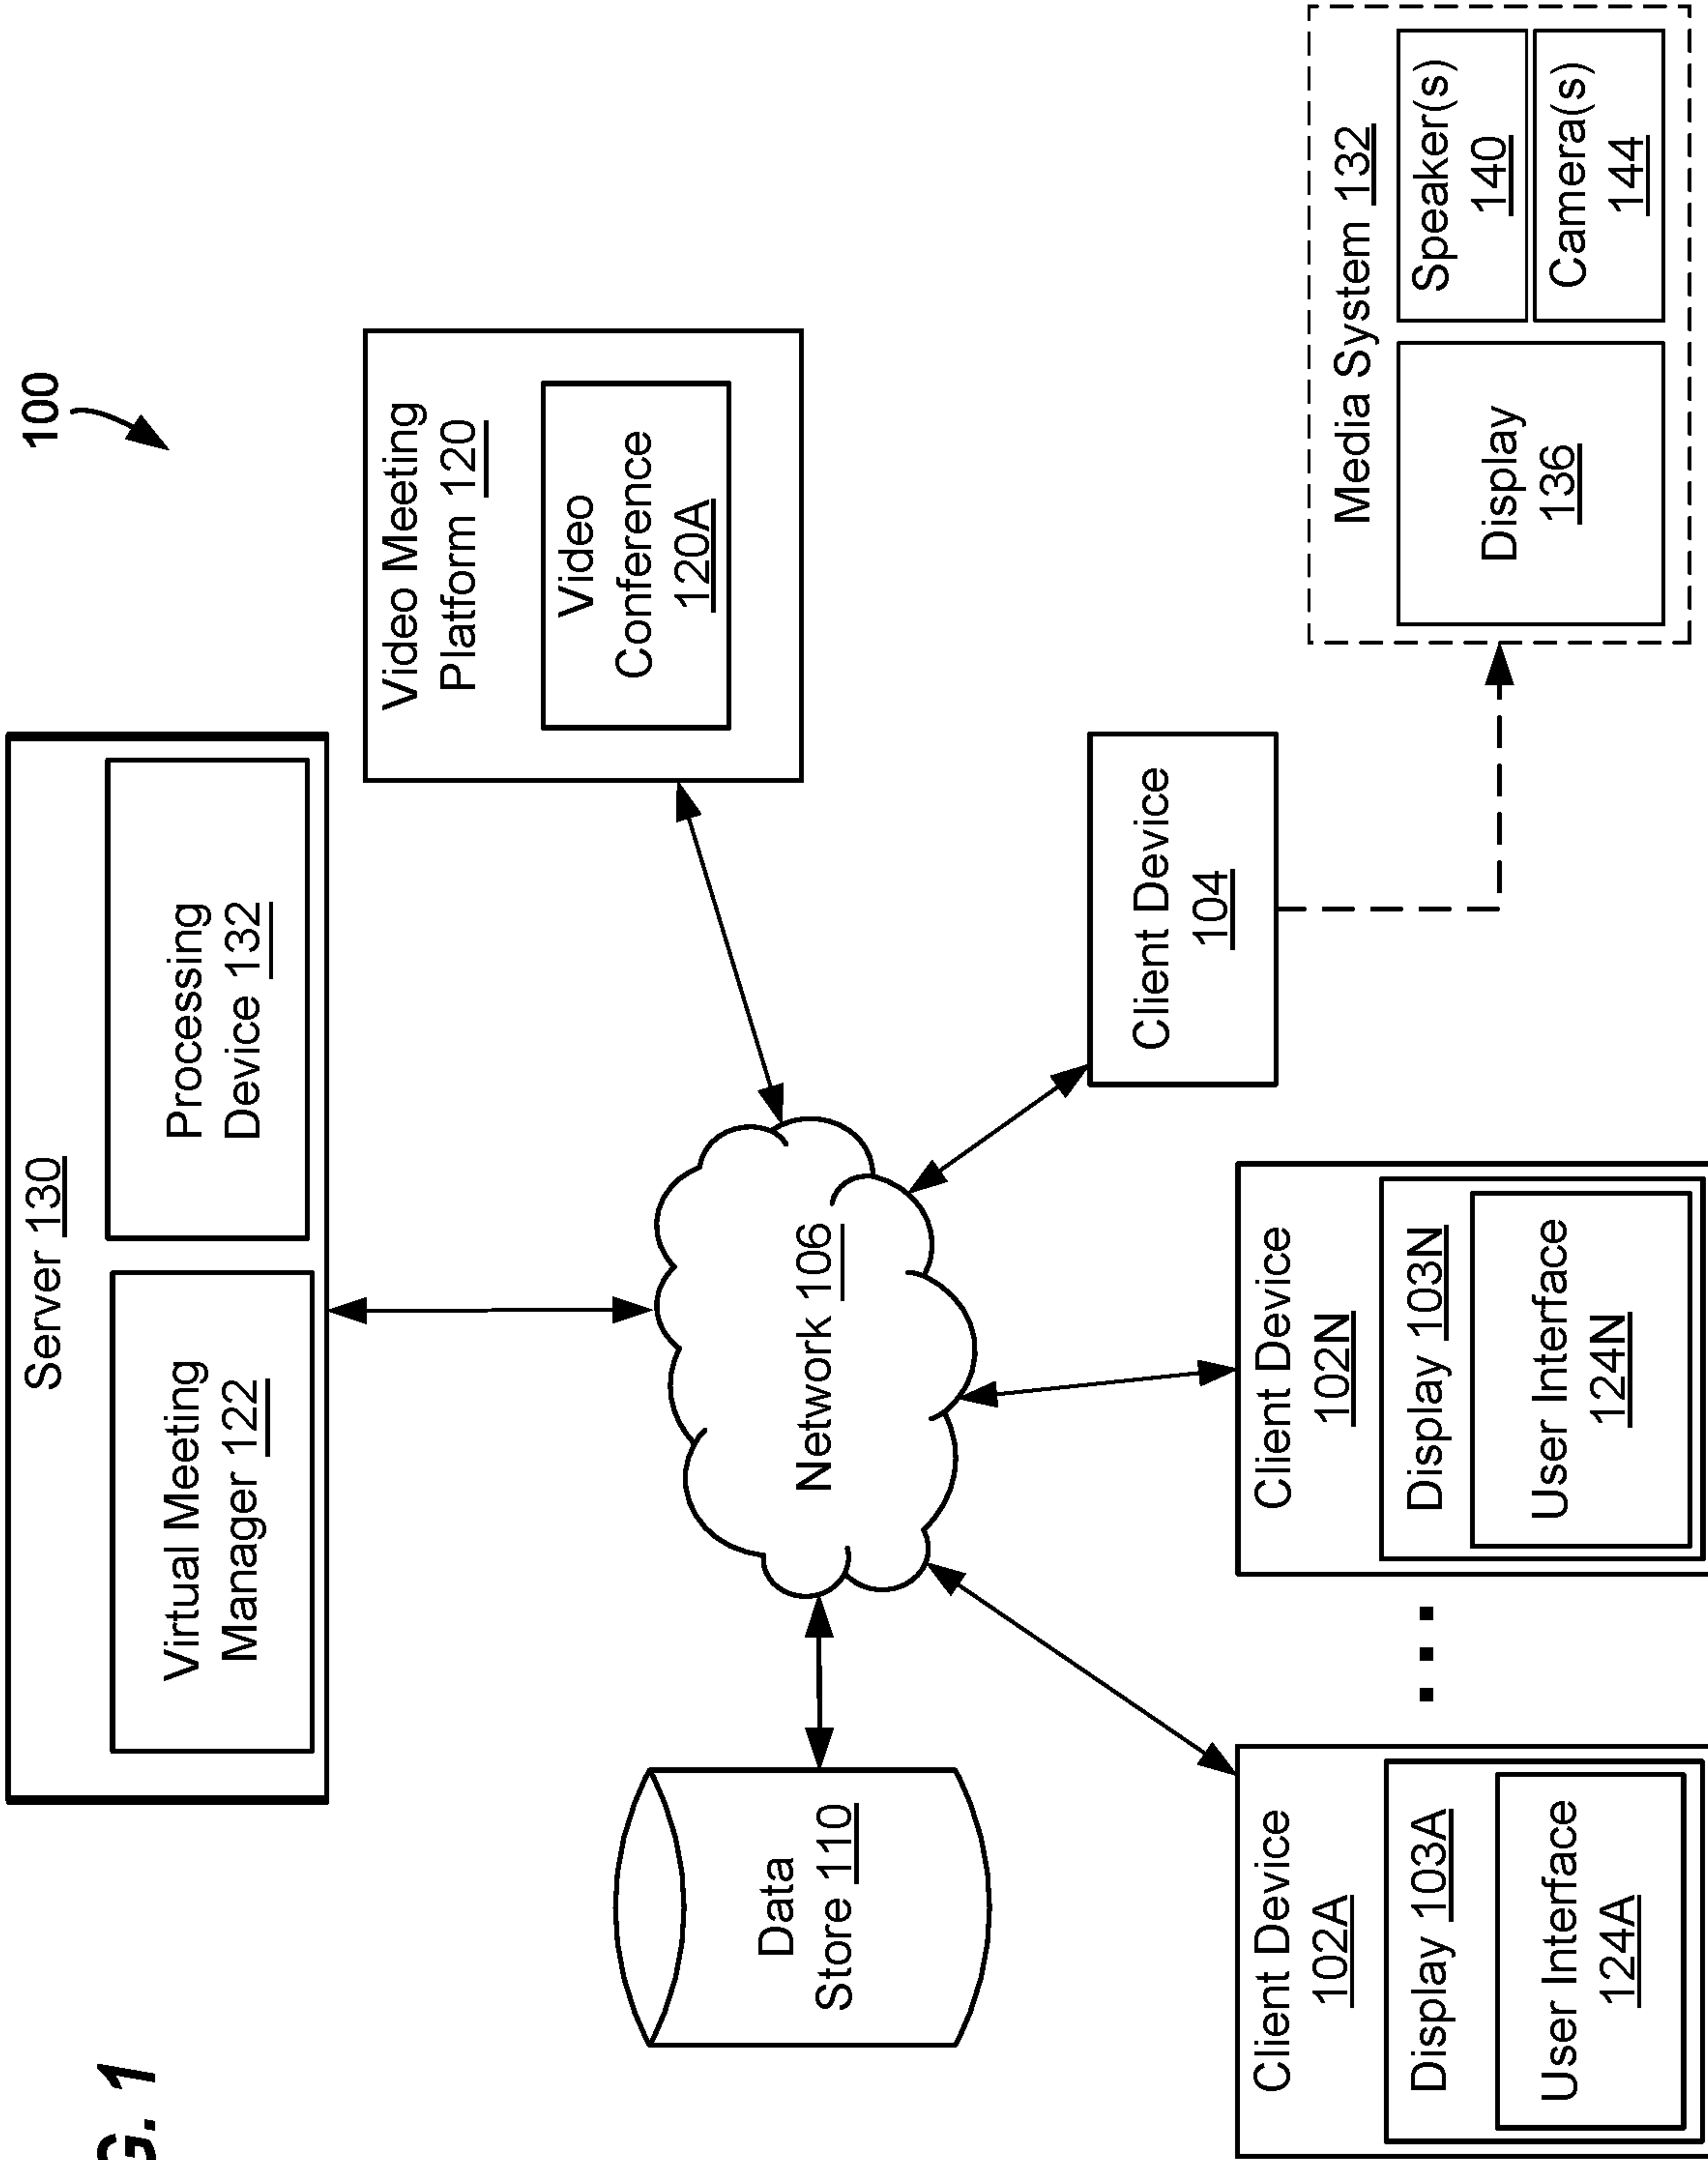 G. 1
100
Server 130
Virtual Meeting
Manager 122
Processing
Device 132
Video Meeting
Platform 120
Video
Conference
120A
Data
Store 110
Network 106
Client Device
102A
Display 103A
User Interface
124A
Client Device
102N
Display 103N
User Interface
124N
Client Device
104
Media System 132
Display
136
Speaker(s)
140
Camera(s)
144